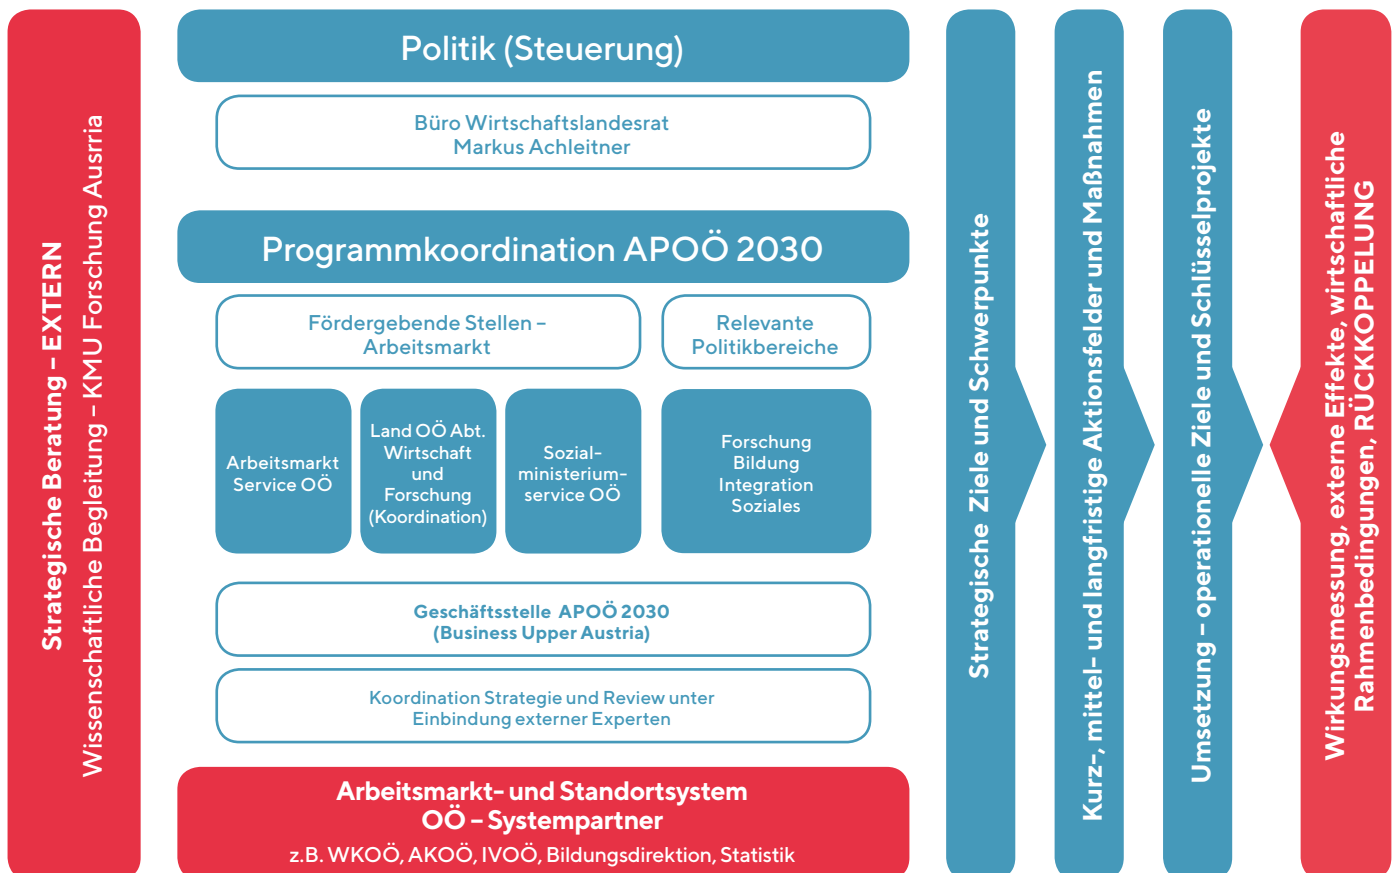 Strategische Beratung – EXTERN
Wissenschaftliche Begleitung – KMU Forschung Ausrria
Politik (Steuerung)
Büro Wirtschaftslandesrat
Markus Achleitner
Programmkoordination APOÖ 2030
Fördergebende Stellen –
Arbeitsmarkt
Relevante
Politikbereiche
Arbeitsmarkt
Service OÖ
Land OÖ Abt.
Wirtschaft
und
Forschung
(Koordination)
Sozial-
ministerium-
service OÖ
Forschung
Bildung
Integration
Soziales
Geschäftsstelle APOÖ 2030
(Business Upper Austria)
Koordination Strategie und Review unter
Einbindung externer Experten
Arbeitsmarkt- und Standortsystem
OÖ – Systempartner
z.B. WKOÖ, AKOÖ, IVOÖ, Bildungsdirektion, Statistik
Strategische Ziele und Schwerpunkte
Kurz-, mittel- und langfristige Aktionsfelder und Maßnahmen
Umsetzung – operationelle Ziele und Schlüsselprojekte
Wirkungsmessung, externe Effekte, wirtschaftliche
Rahmenbedingungen, RÜCKKOPPELUNG